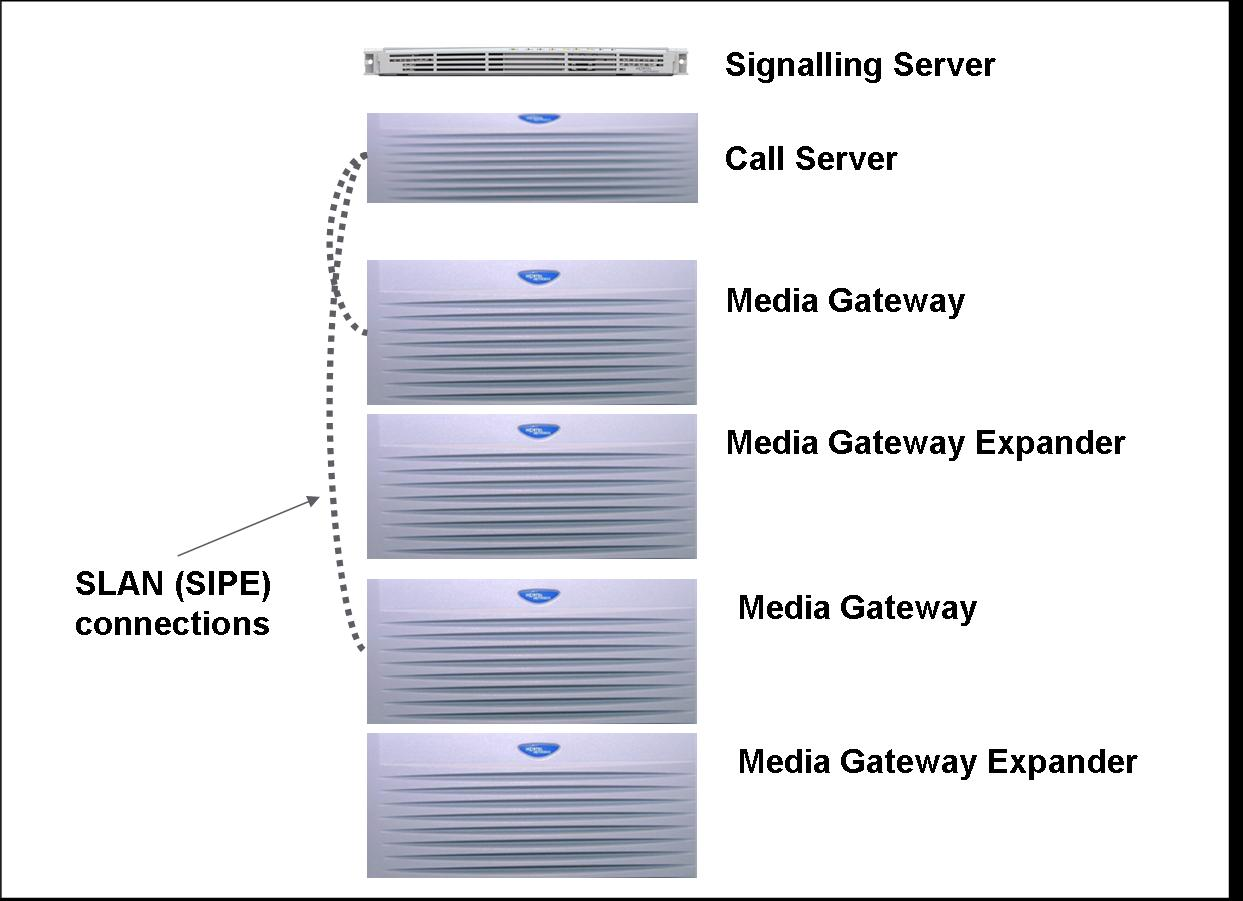 Signalling Server
Call Server
Media Gateway
Media Gateway Expander
SLAN (SIPE)
connections
Media Gateway
Media Gateway Expander